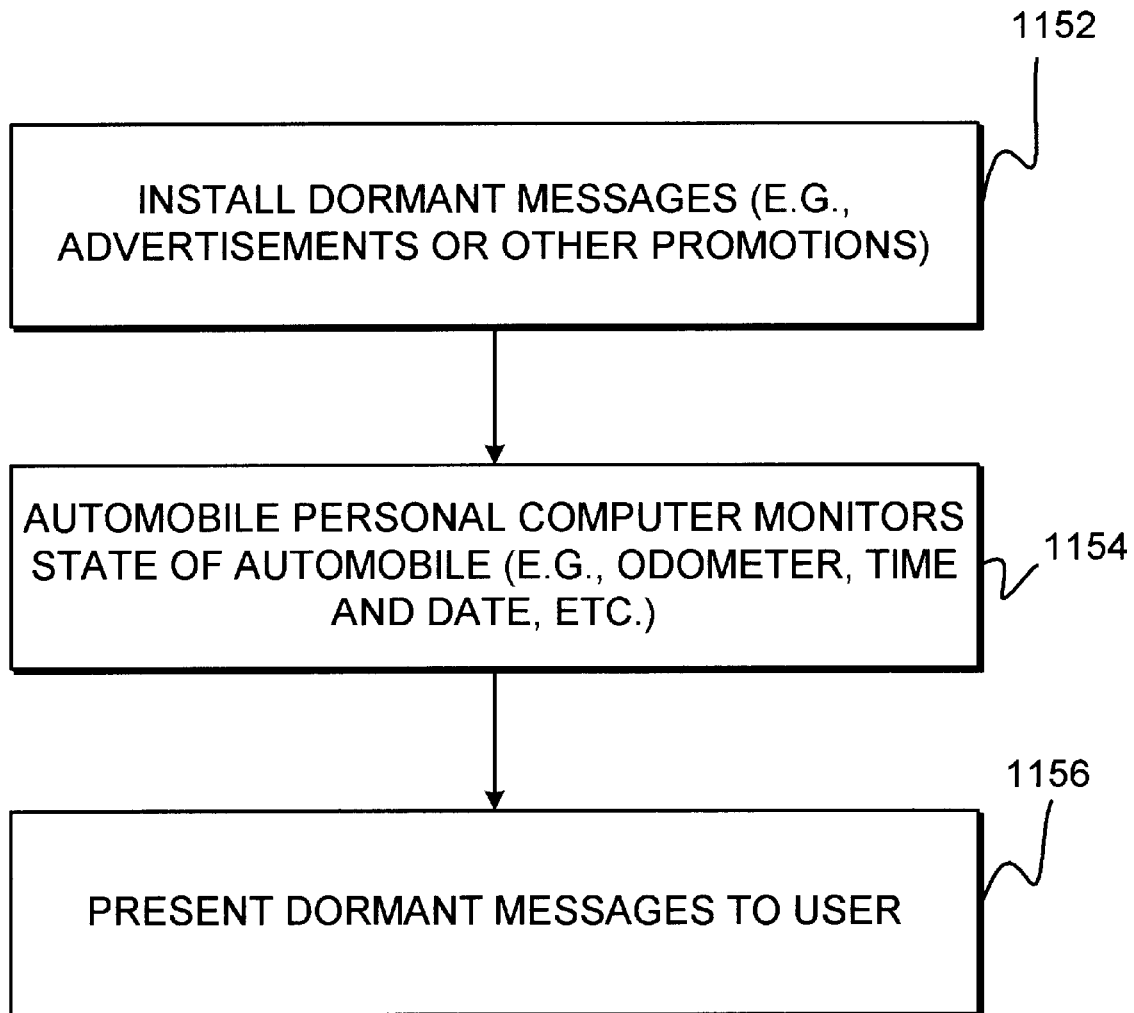 1152
INSTALL DORMANT MESSAGES (E.G.,
ADVERTISEMENTS OR OTHER PROMOTIONS)
AUTOMOBILE PERSONAL COMPUTER MONITORS
STATE OF AUTOMOBILE (E.G., ODOMETER, TIME
AND DATE, ETC.)
1154
1156
PRESENT DORMANT MESSAGES TO USER